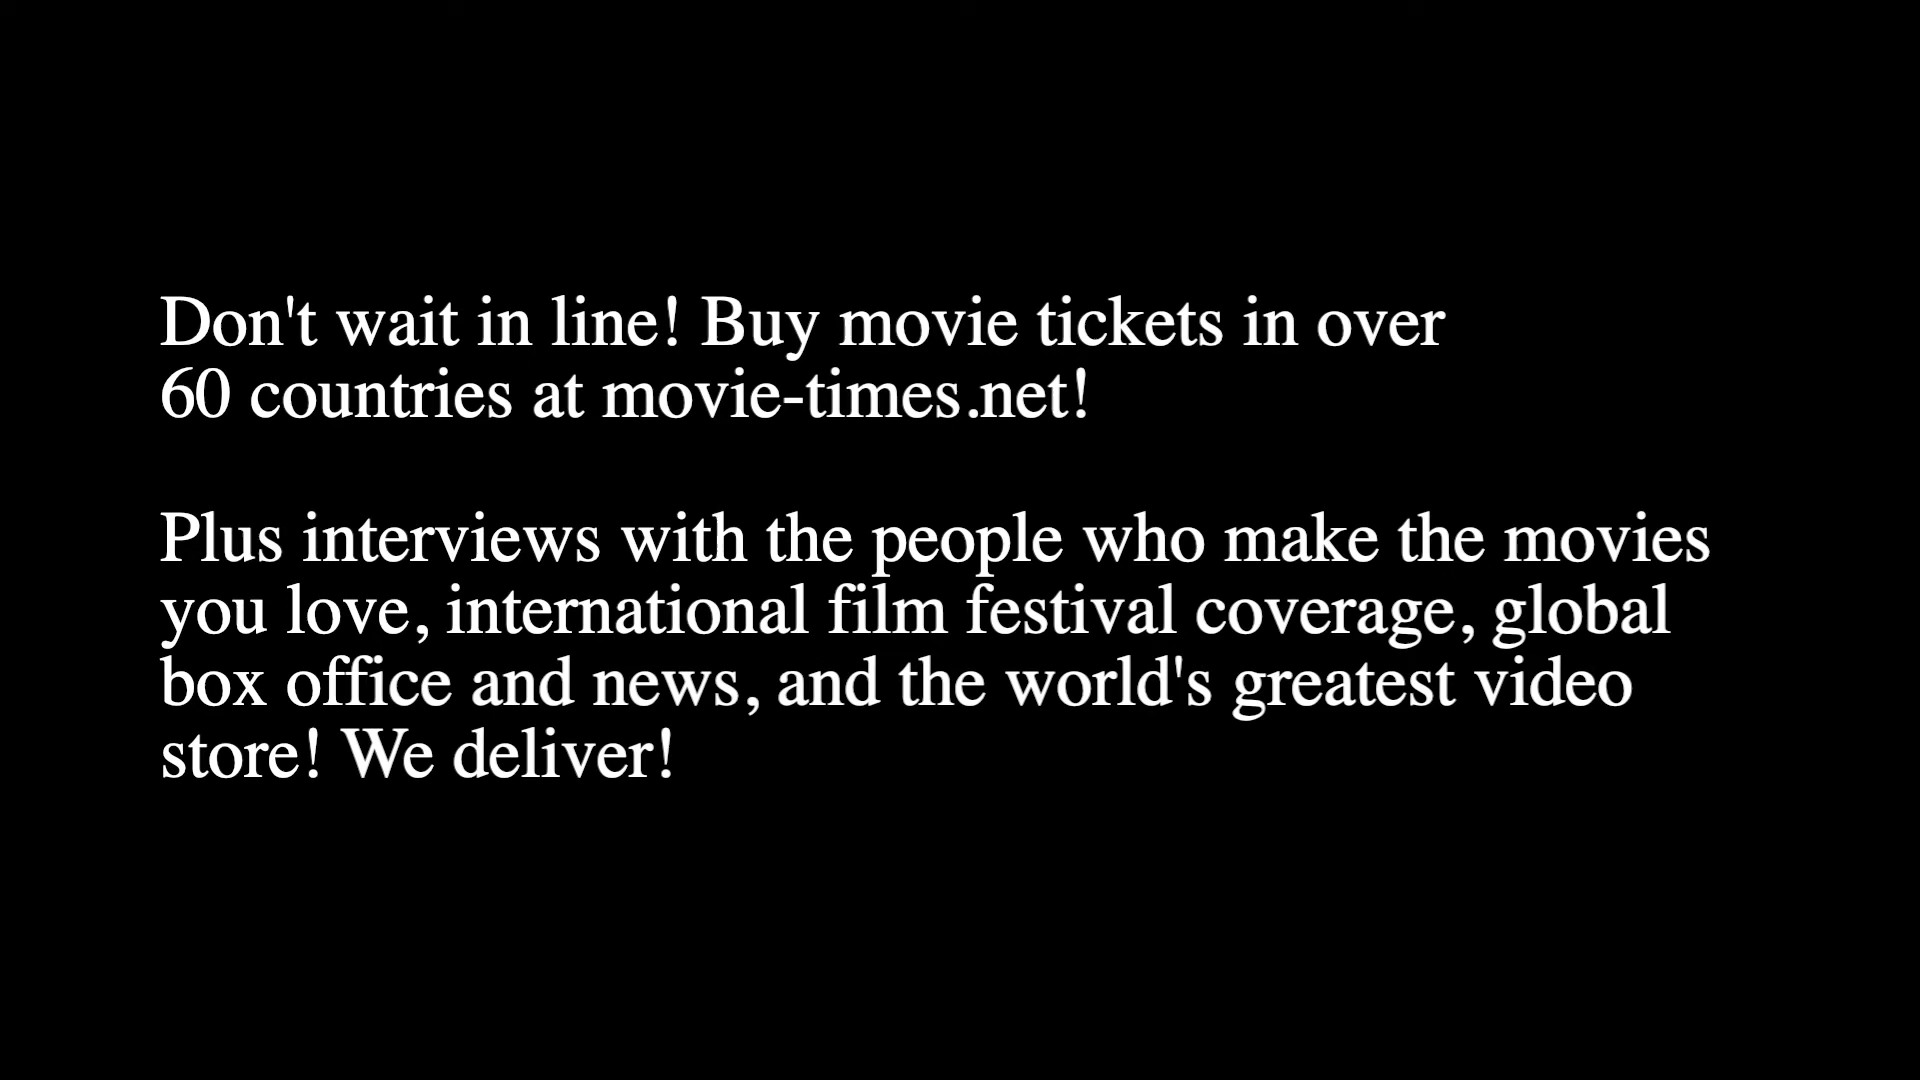 Don't wait in line! Buy movie tickets in over
60 countries at movie-times.net!
Plus interviews with the people who make the movies
you love, international film festival coverage, global
box office and news, and the world's greatest video
store! We deliver!